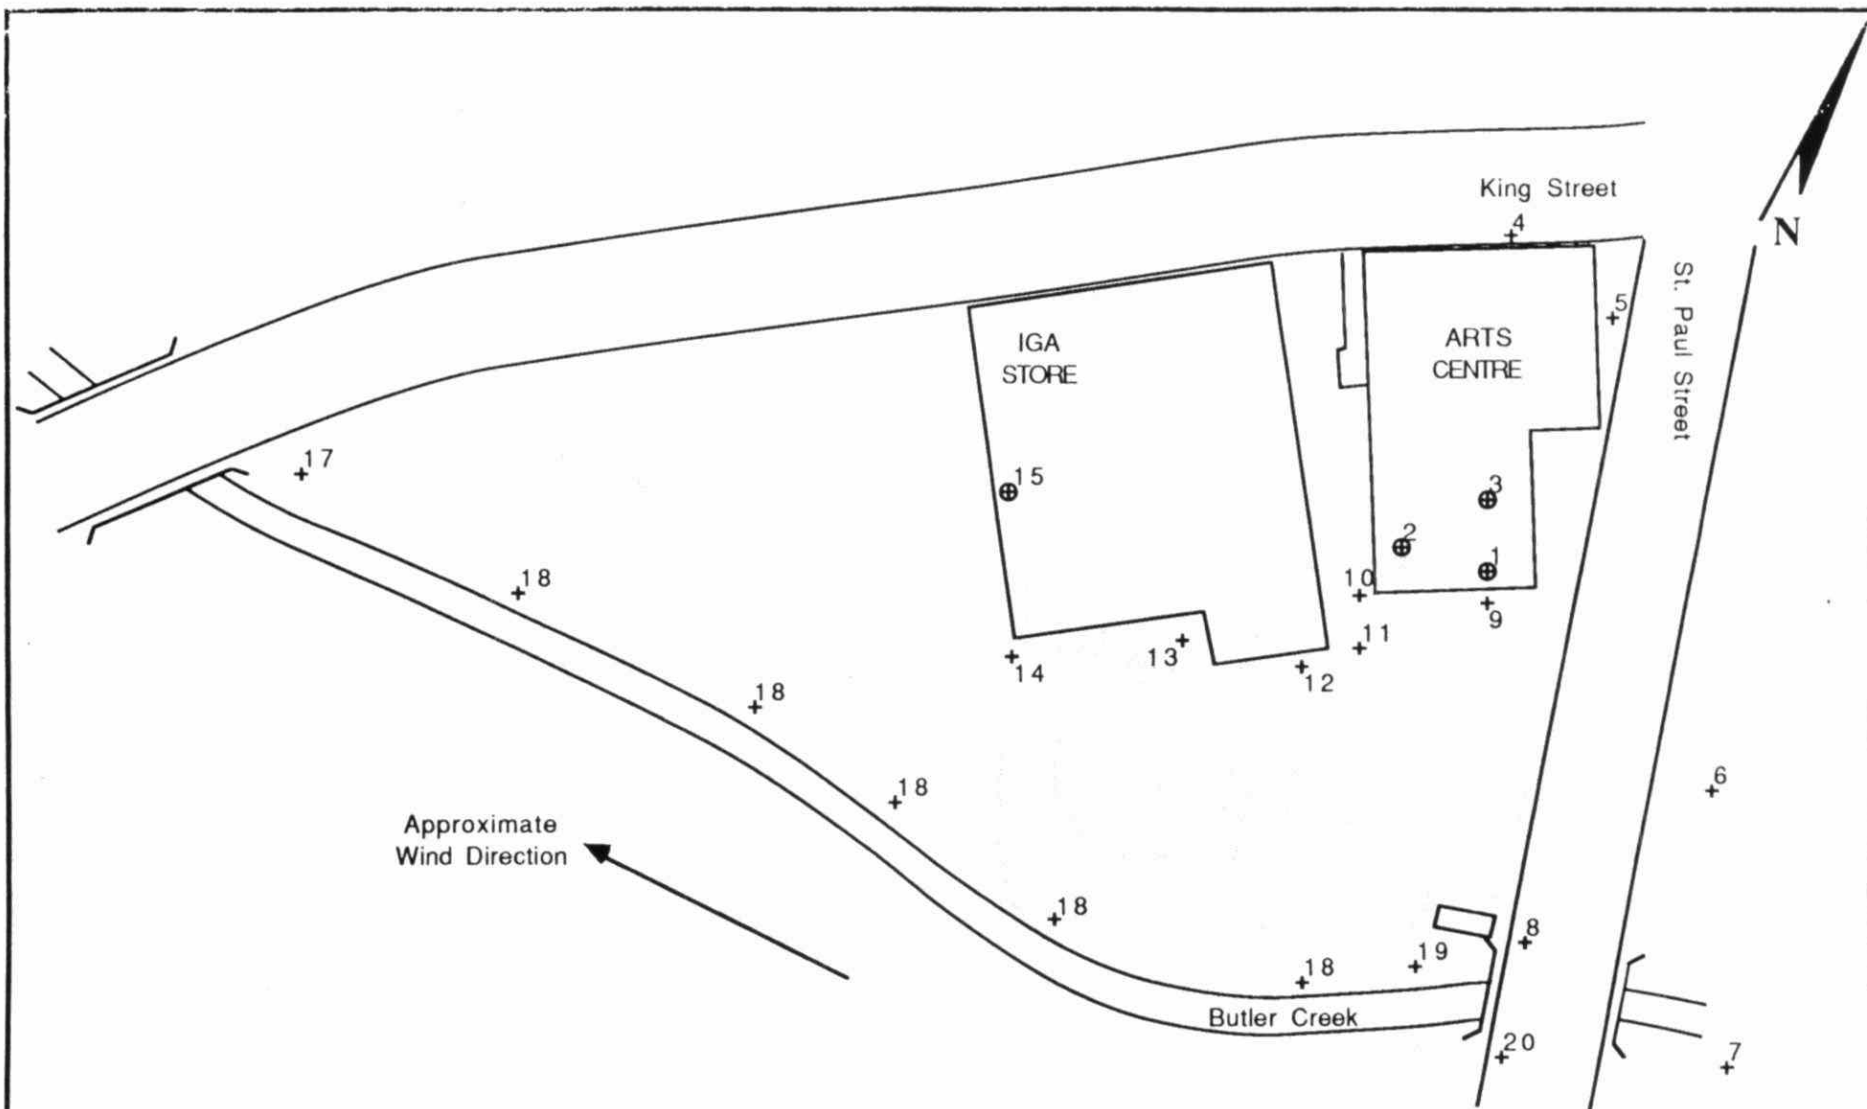 King Street
4
N
St. Paul Street
5
IGA
STORE
ARTS
CENTRE
17
15
3
2
1
18
10
9
11
13
14
12
18
6
18
Approximate
Wind Direction
18
8
19
18
Butler Creek
20
7